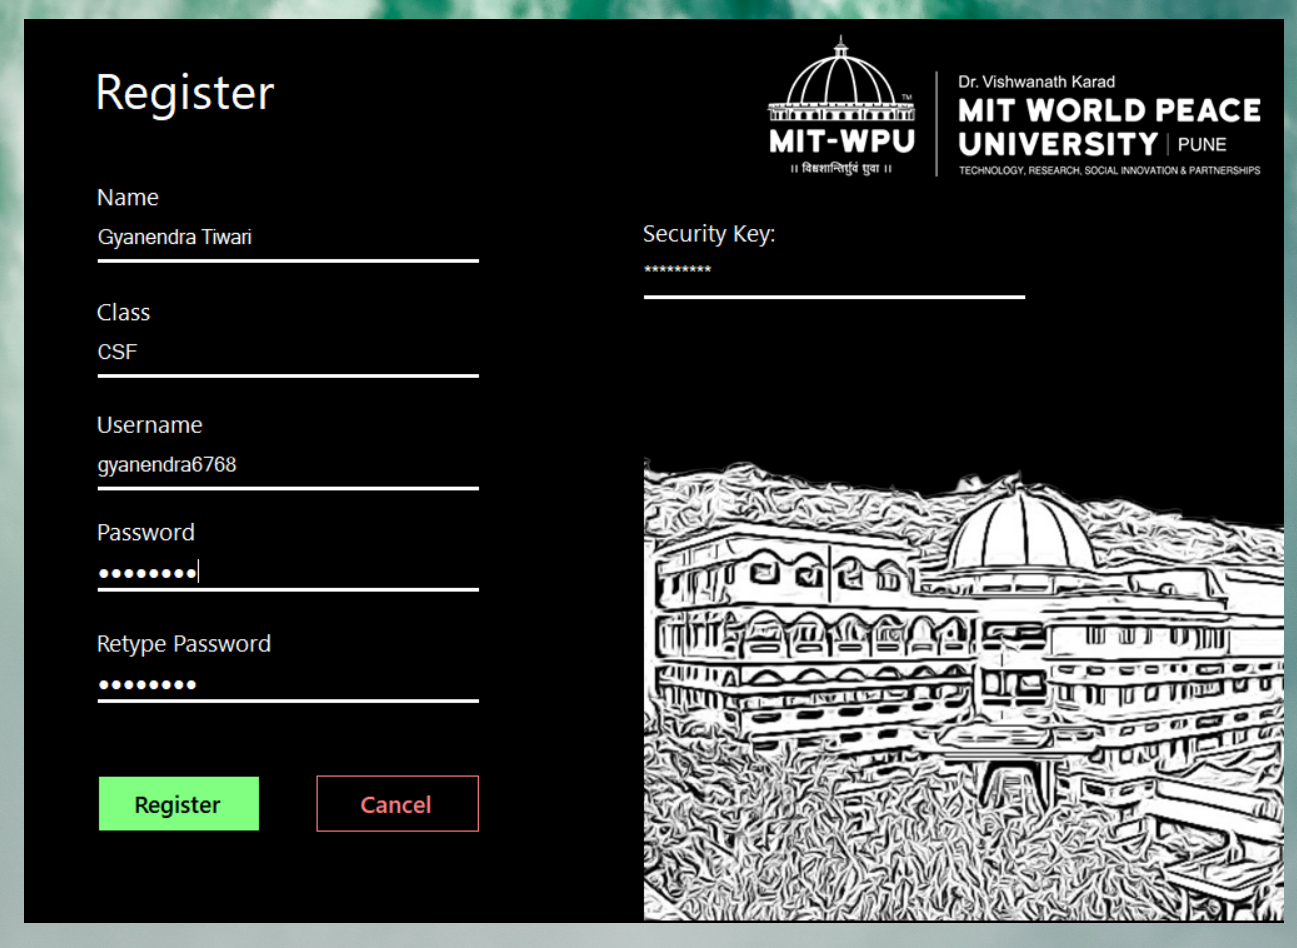 Register
Name
Gyanendra Tiwari
Class
CSF
Username
gyanendra6768
Password
••••••••
Retype Password
••••••••
Register
Cancel
TM
MIT-WPU
॥ विश्वशान्तिर्ध्रुवं ध्रुवा ॥
Dr. Vishwanath Karad
MIT WORLD PEACE
UNIVERSITY | PUNE
TECHNOLOGY, RESEARCH, SOCIAL INNOVATION & PARTNERSHIPS
Security Key:
*********